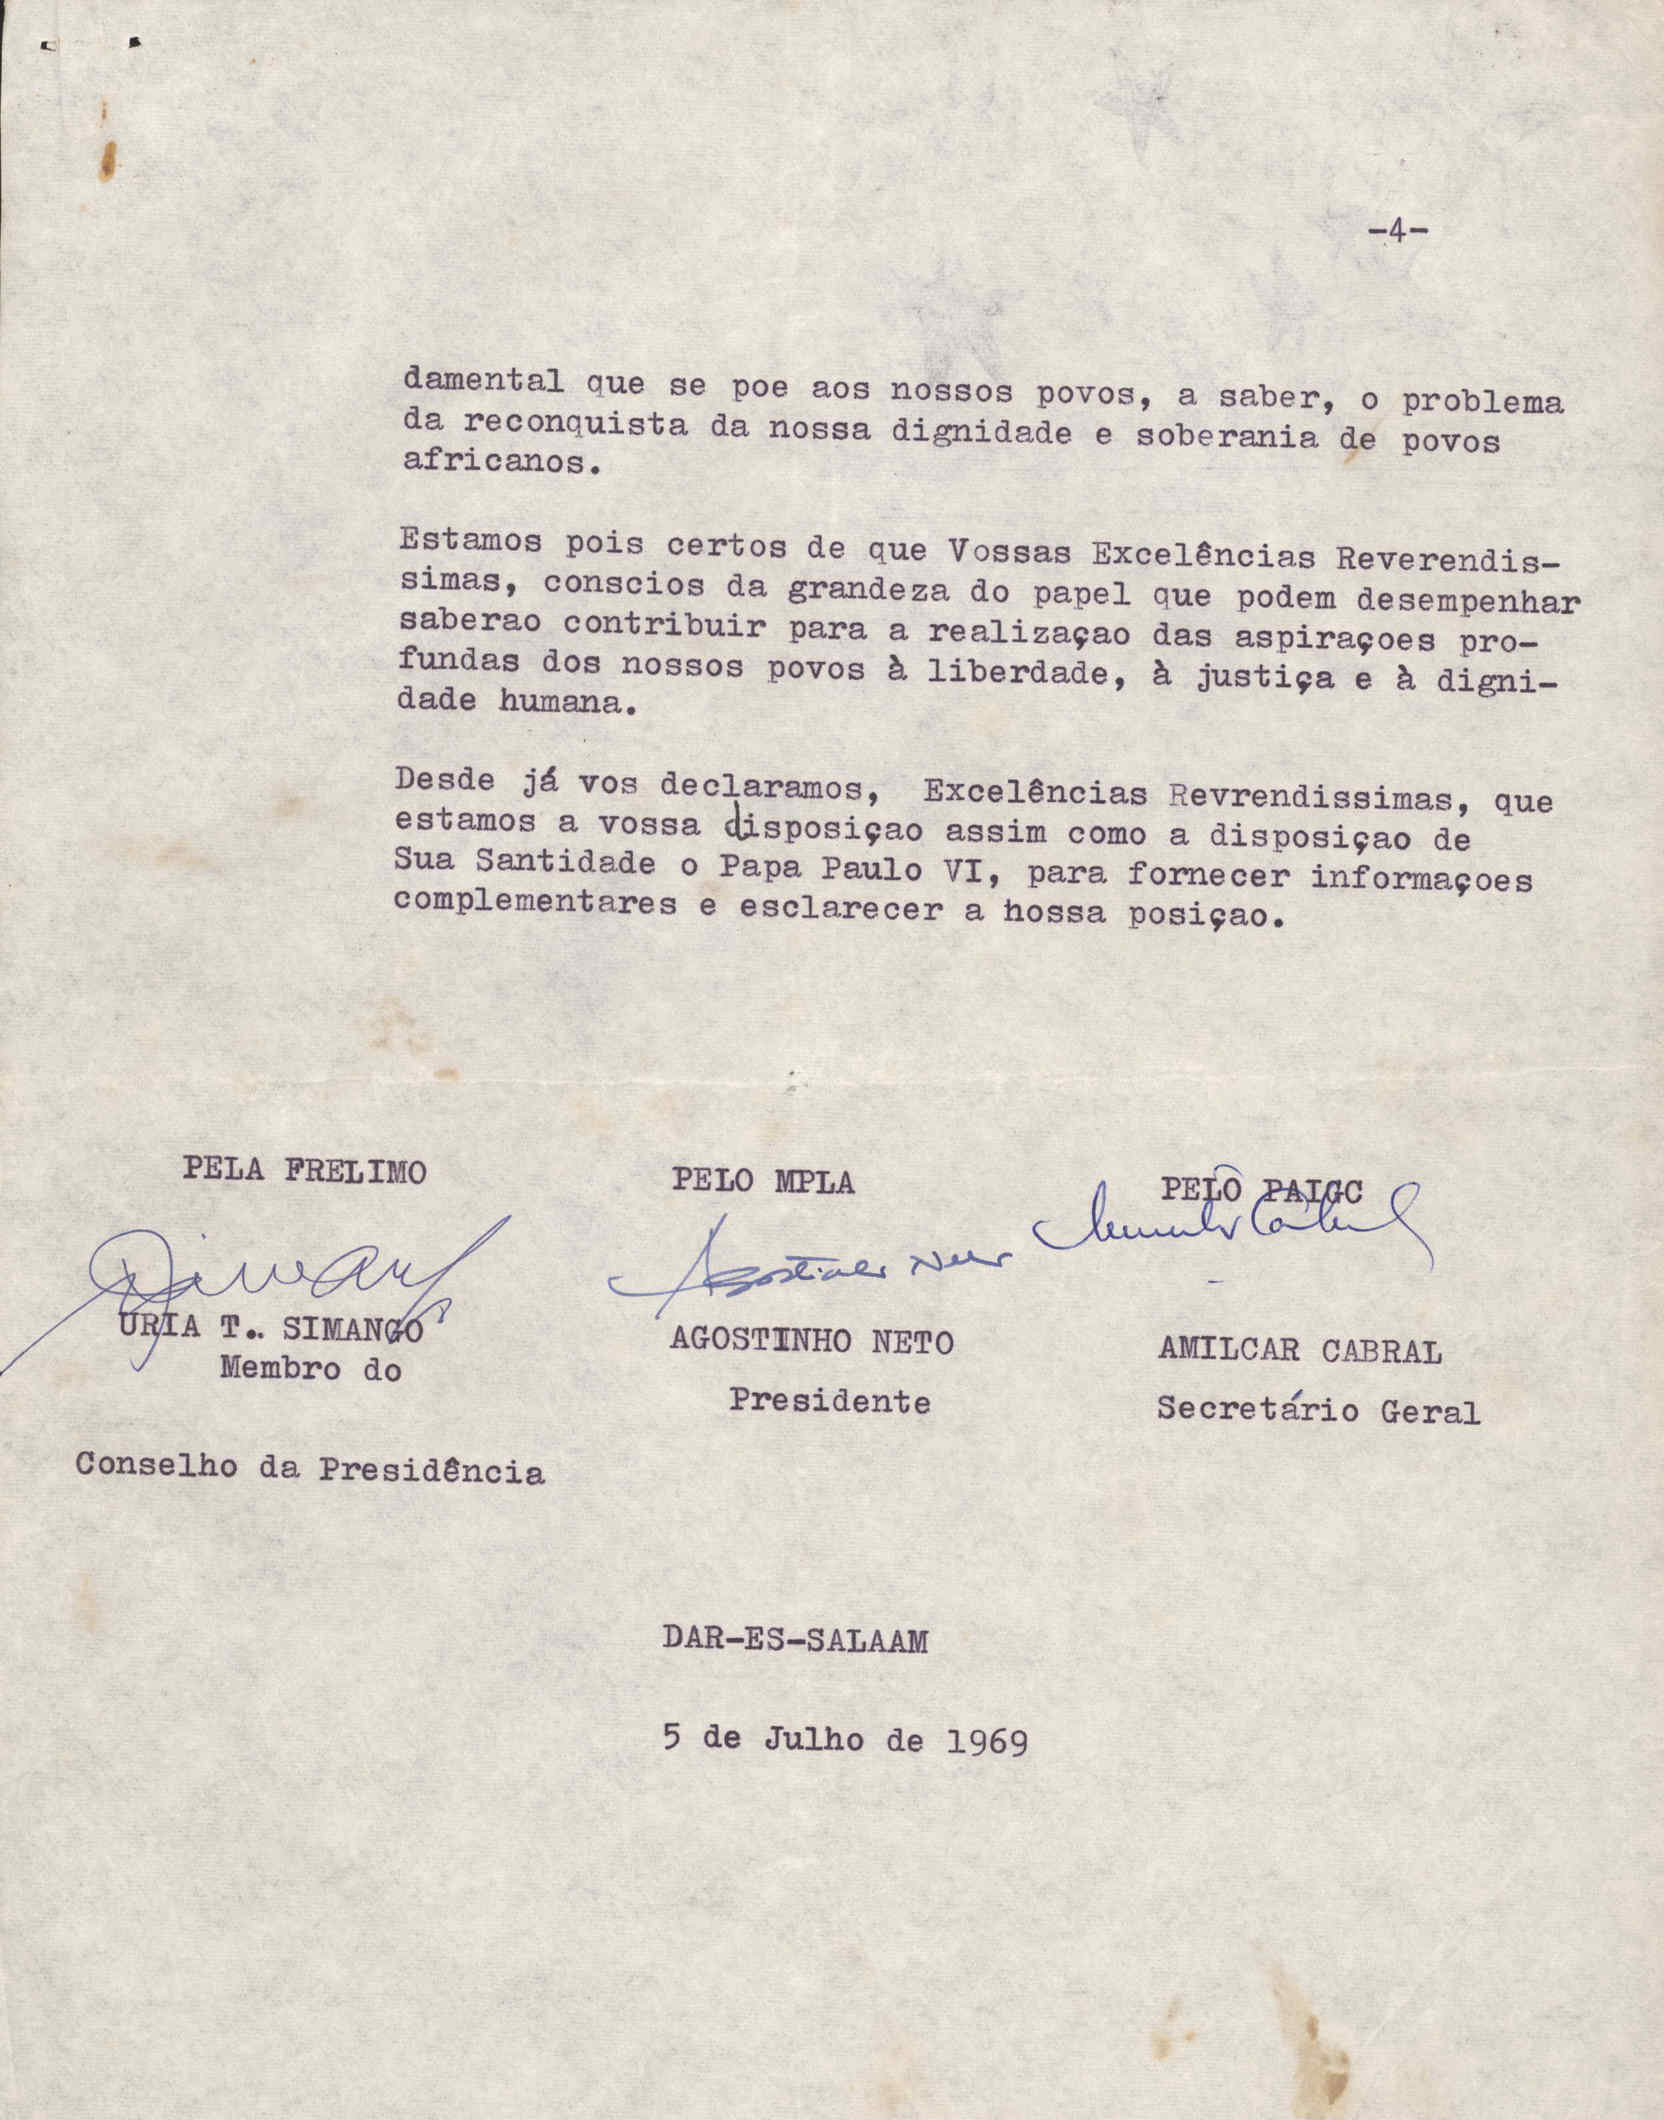 -4-
damental que se poe aos nossos povos, a saber, o problema
da reconquista da nossa dignidade e soberania de povos
africanos.
Estamos pois certos de que Vossas Excelências Reverendis-
simas, conscios da grandeza do papel que podem desempenhar
saberao contribuir para a realizaçao das aspiraçoes pro-
fundas dos nossos povos à liberdade, à justiça e à digni-
dade humana.
Desde já vos declaramos, Excelências Revrendissimas, que
estamos a vossa disposiçao assim como a disposiçao de
Sua Santidade o Papa Paulo VI, para fornecer informaçoes
complementares e esclarecer a hossa posiçao.
PELA FRELIMO PELO MPLA PELO PAIGC
Agostinho Neto Amilcar Cabral
URIA T.. SIMANGO AGOSTINHO NETO AMILCAR CABRAL
Membro do Presidente Secretário Geral
Conselho da Presidência
DAR-ES-SALAAM
5 de Julho de 1969